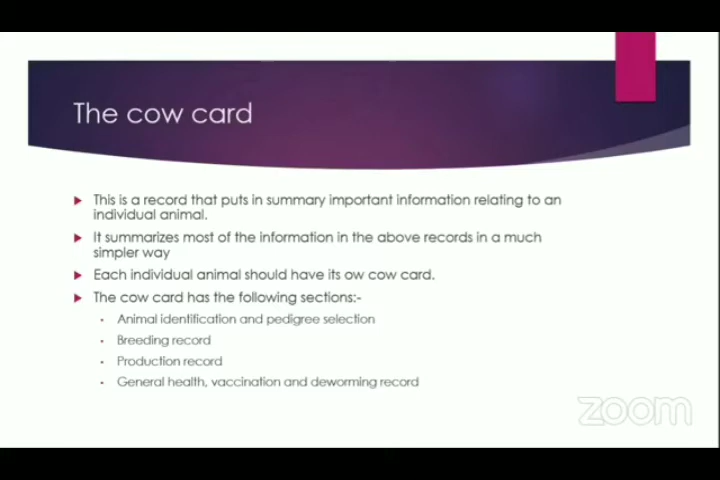 The cow card
This is a record that puts in summary important information relating to an
individual animal.
It summarizes most of the information in the above records in a much
simpler way
Each individual animal should have its ow cow card.
The cow card has the following sections:-
Animal identification and pedigree selection
Breeding record
Production record
General health, vaccination and deworming record
zoom